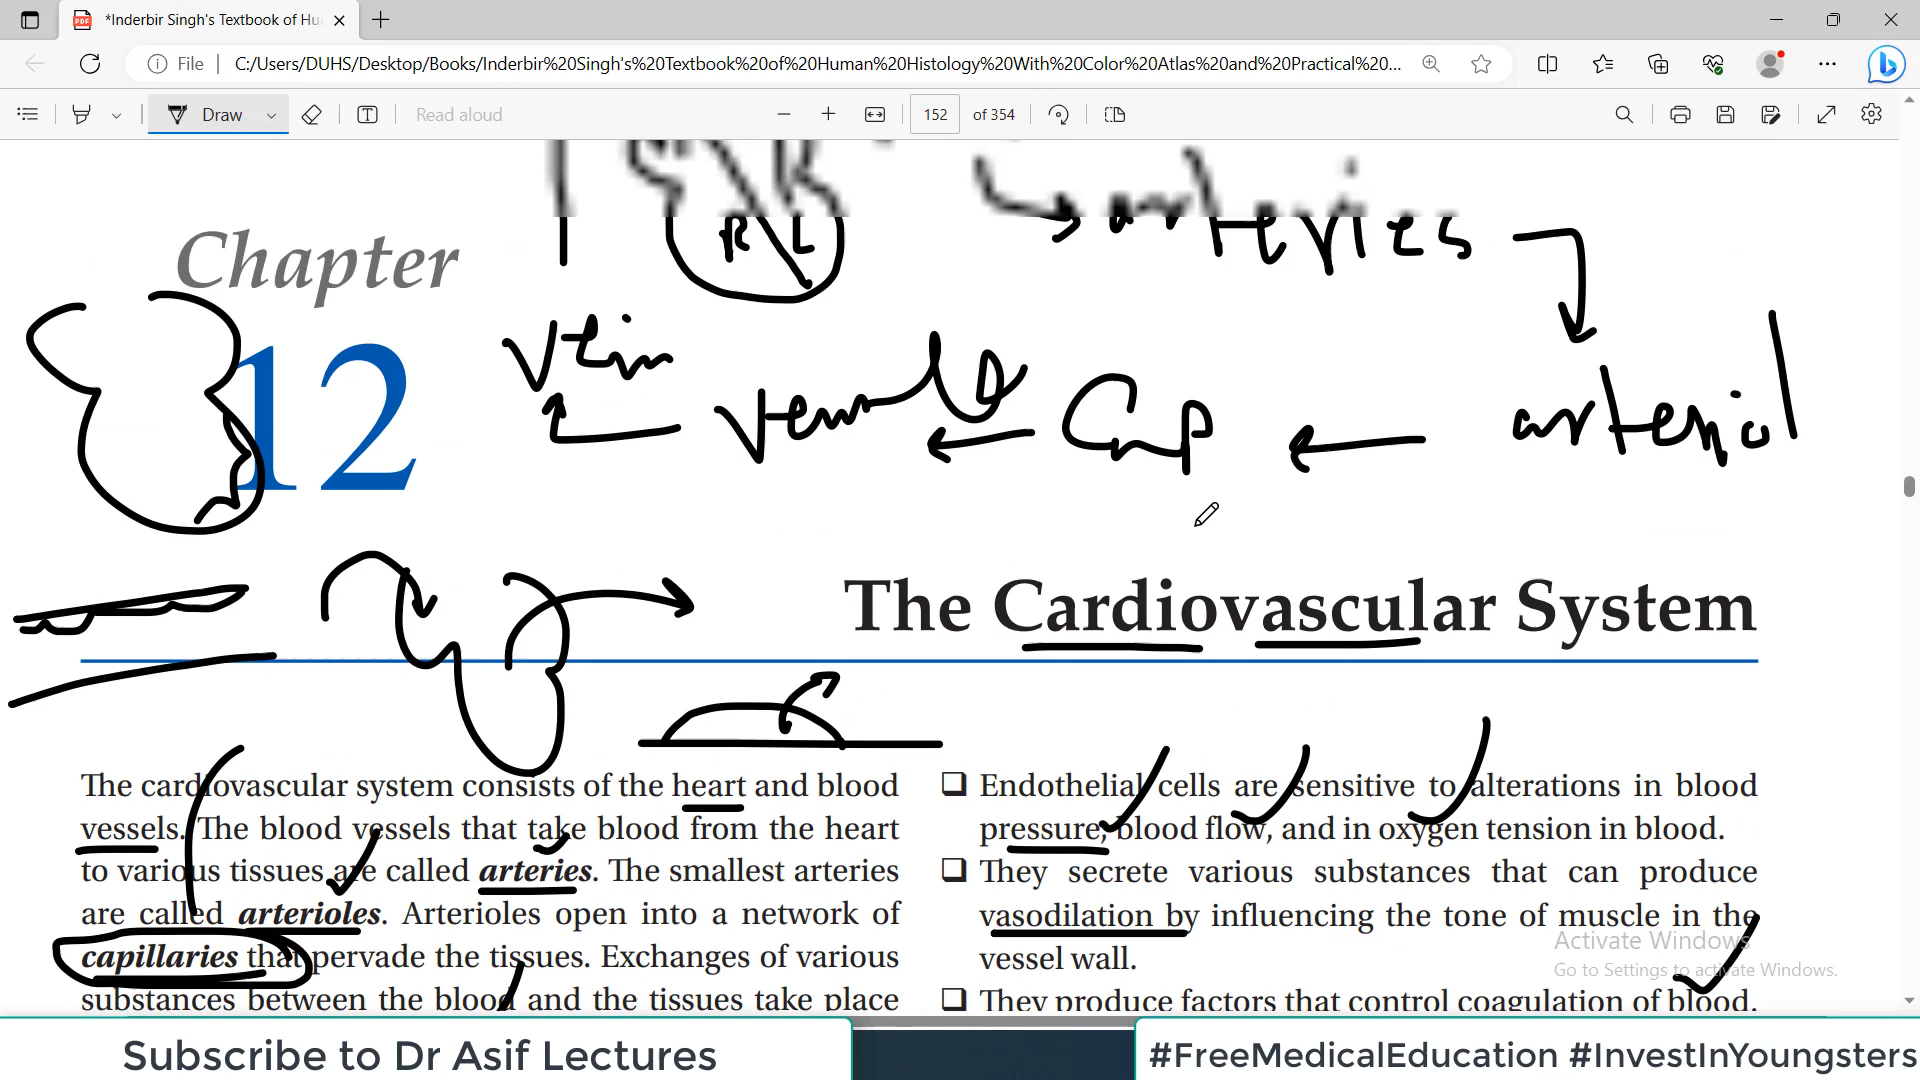 *Inderbir Singh's Textbook of Hu
File
C:/Users/DUHS/Desktop/Books/Inderbir%20Singh's%20Textbook%20of%20Human%20Histology%20With%20Color%20Atlas%20and%20Practical%20...
Draw
Read aloud
152 of 354
R L
arteries
Chapter
12
vein
venule
Cap
arteriol
The Cardiovascular System
The cardiovascular system consists of the heart and blood
vessels. The blood vessels that take blood from the heart
to various tissues are called arteries. The smallest arteries
are called arterioles. Arterioles open into a network of
capillaries that pervade the tissues. Exchanges of various
substances between the blood and the tissues take place
❑ Endothelial cells are sensitive to alterations in blood
pressure, blood flow, and in oxygen tension in blood.
❑ They secrete various substances that can produce
vasodilation by influencing the tone of muscle in the
vessel wall.
❑ They produce factors that control coagulation of blood.
Activate Windows
Go to Settings to activate Windows.
Subscribe to Dr Asif Lectures
#FreeMedicalEducation #InvestInYoungsters